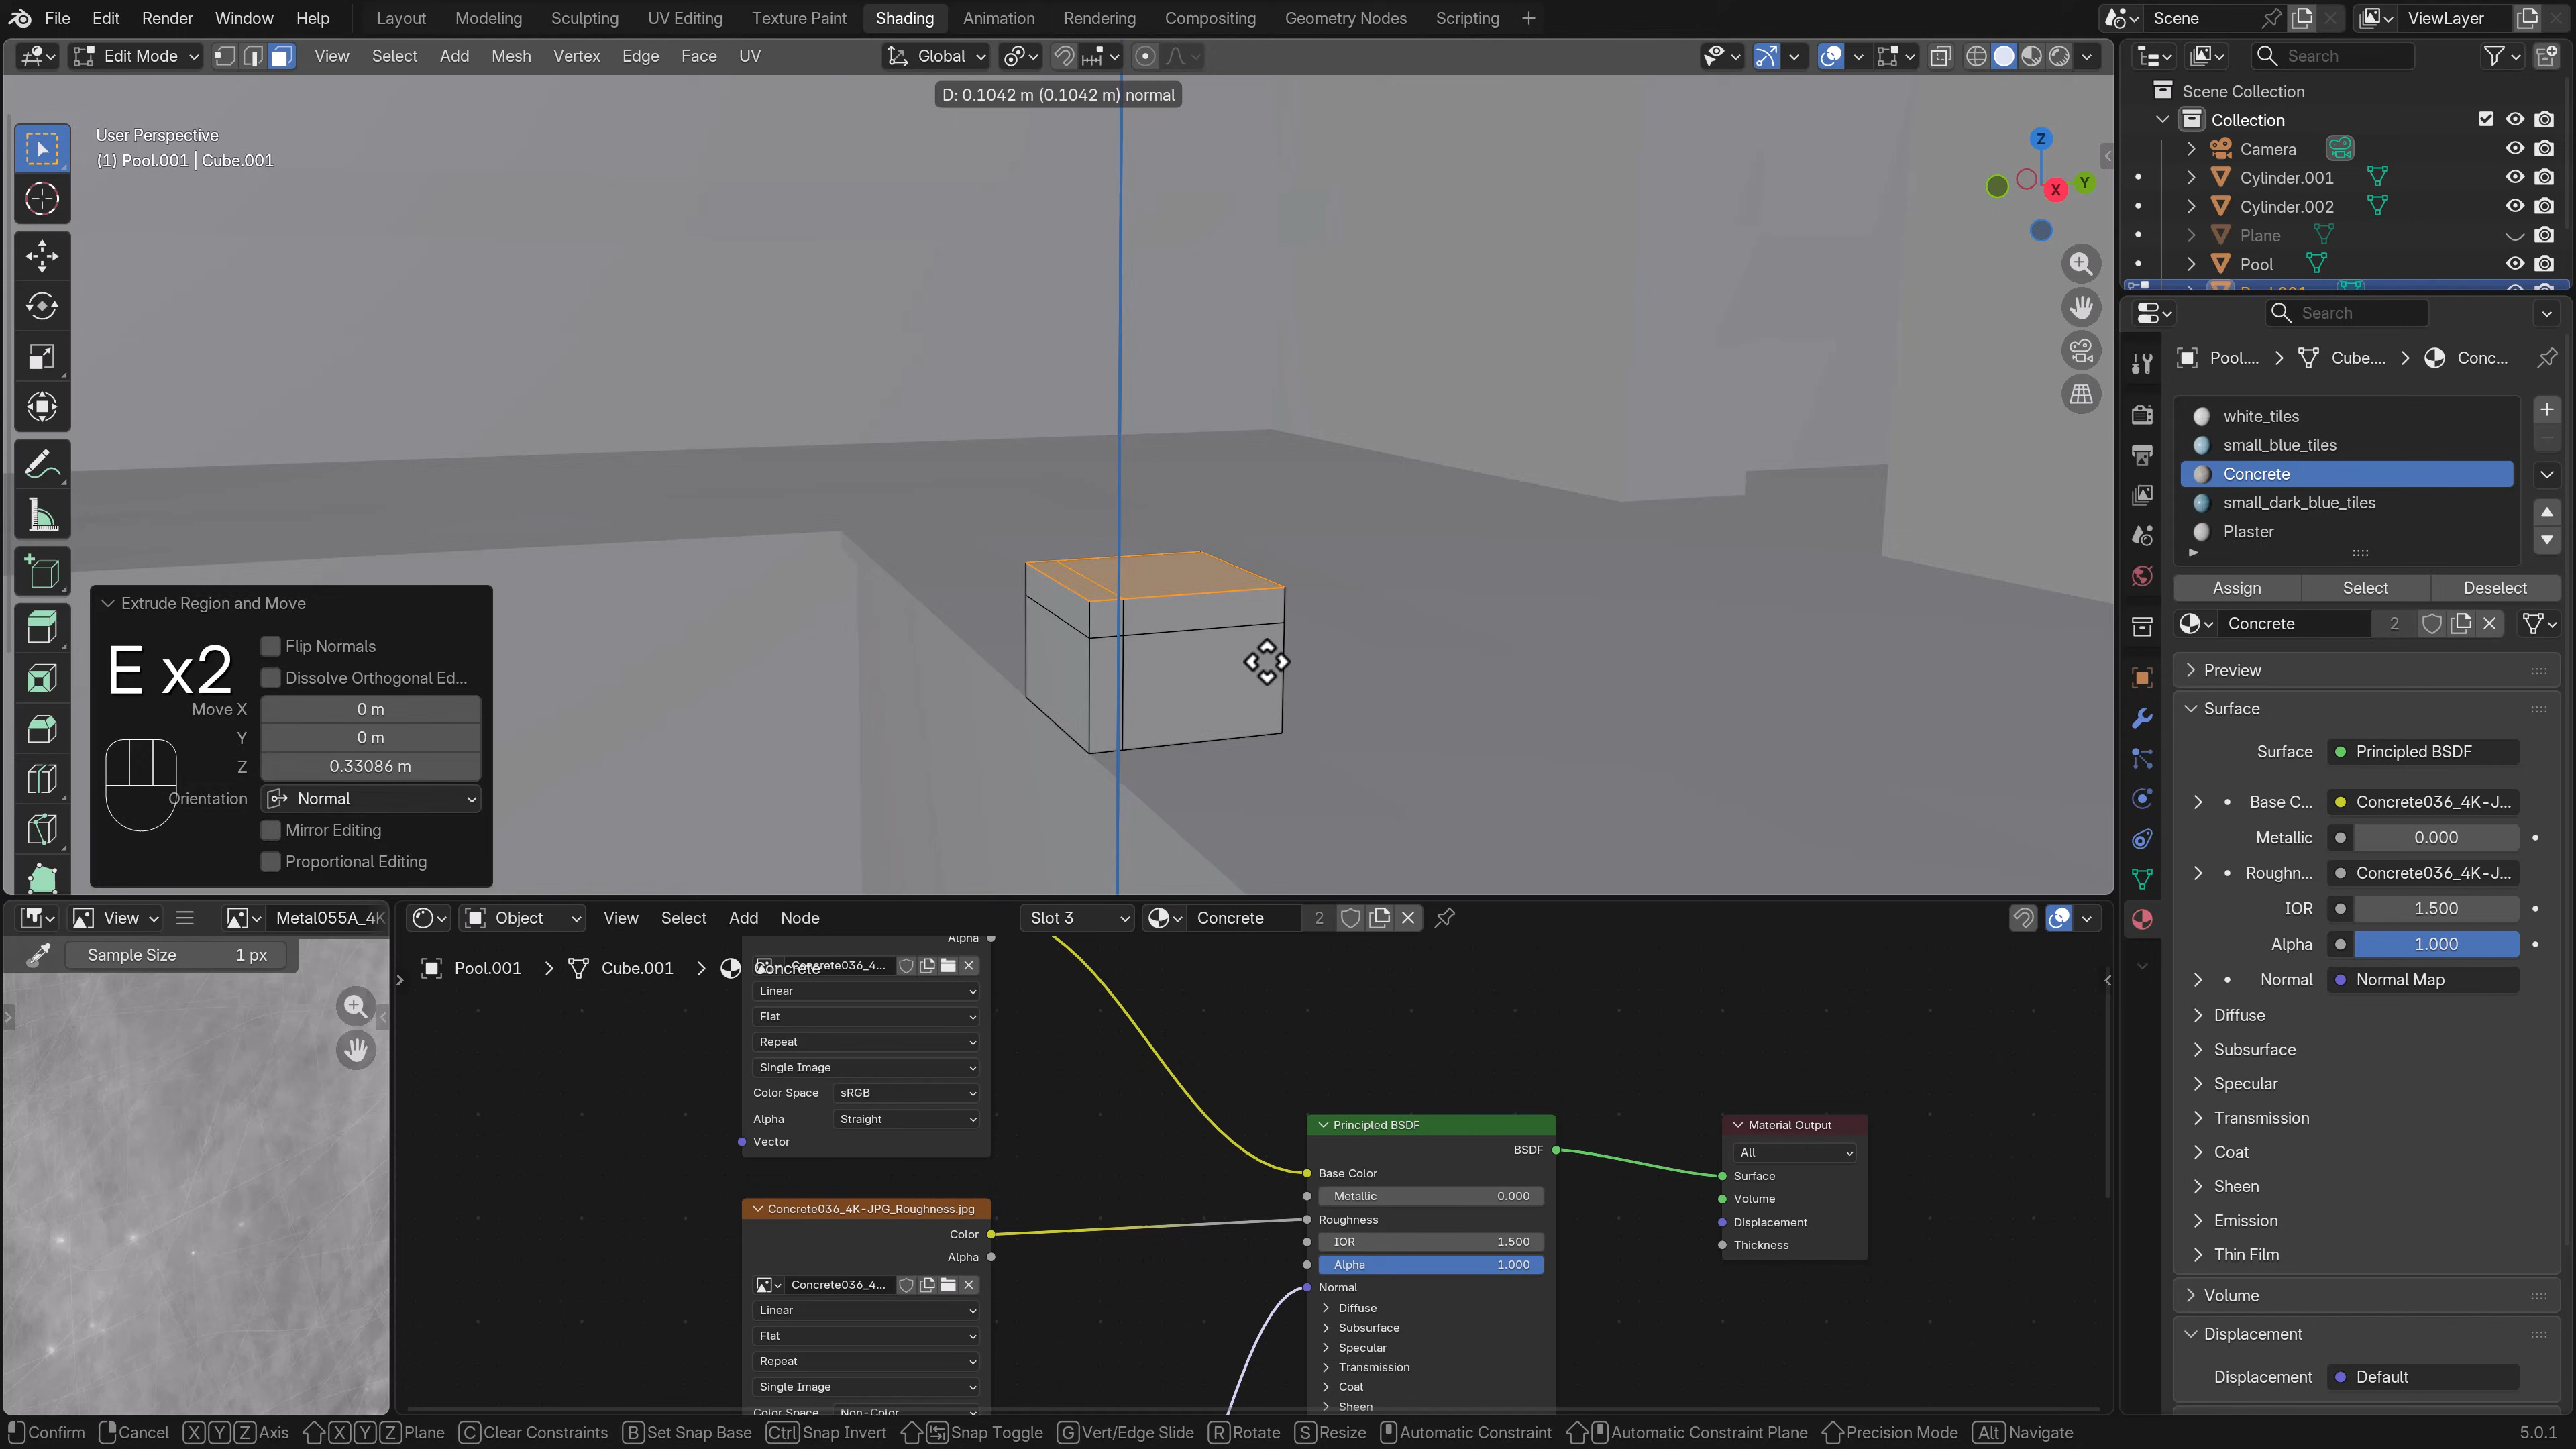 File Edit Render Window Help Layout Modeling Sculpting UV Editing Texture Paint Shading Animation Rendering Compositing Geometry Nodes Scripting Scene ViewLayer
Edit Mode View Select Add Mesh Vertex Edge Face UV Global Search
D: 0.1042 m (0.1042 m) normal
User Perspective
(1) Pool.001 | Cube.001
Z
X
Y
Scene Collection
Collection
Camera
Cylinder.001
Cylinder.002
Plane
Pool
Search
Pool.... Cube.... Conc...
white_tiles
small_blue_tiles
Concrete
small_dark_blue_tiles
Plaster
Assign Select Deselect
Concrete 2
Preview
Surface
Surface Principled BSDF
Base C... Concrete036_4K-J...
Metallic 0.000
Roughn... Concrete036_4K-J...
IOR 1.500
Alpha 1.000
Normal Normal Map
Diffuse
Subsurface
Specular
Transmission
Coat
Sheen
Emission
Thin Film
Volume
Displacement
Displacement Default
Extrude Region and Move
E x2
Flip Normals
Dissolve Orthogonal Ed...
Move X 0 m
Y 0 m
Z 0.33086 m
Orientation Normal
Mirror Editing
Proportional Editing
View Metal055A_4K
Sample Size 1 px
Object View Select Add Node Slot 3 Concrete 2
Pool.001 Cube.001 Concrete
Alpha
Concrete036_4...
Linear
Flat
Repeat
Single Image
Color Space sRGB
Alpha Straight
Vector
Concrete036_4K-JPG_Roughness.jpg
Color
Alpha
Concrete036_4...
Linear
Flat
Repeat
Single Image
Color Space Non-Color
Principled BSDF
BSDF
Base Color
Metallic 0.000
Roughness
IOR 1.500
Alpha 1.000
Normal
Diffuse
Subsurface
Specular
Transmission
Coat
Sheen
Material Output
All
Surface
Volume
Displacement
Thickness
Confirm Cancel X Y Z Axis X Y Z Plane C Clear Constraints B Set Snap Base Ctrl Snap Invert Snap Toggle G Vert/Edge Slide R Rotate S Resize Automatic Constraint Automatic Constraint Plane Precision Mode Alt Navigate 5.0.1